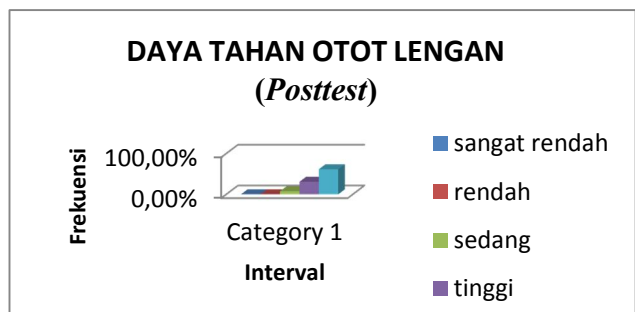 DAYA TAHAN OTOT LENGAN
(Posttest)
Frekuensi
100,00%
0,00%
Category 1
Interval
sangat rendah
rendah
sedang
tinggi